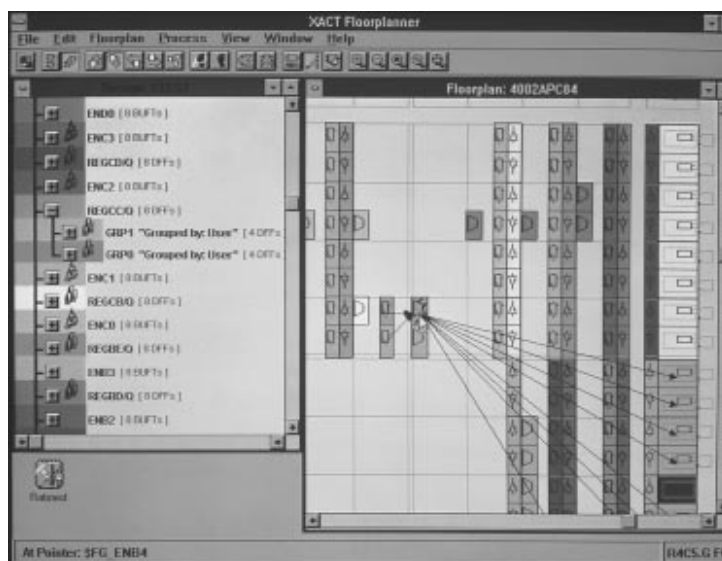 XACT Floorplanner
File Edit Floorplan Process View Window Help
Floorplan: 4002APC84
END0 [8 BUFTs]
ENC3 [8 BUFTs]
REGCD/Q [8 DFFs]
ENC2 [8 BUFTs]
REGCC/Q [8 DFFs]
GRP1 "Grouped by: User" [4 DFFs
GRP0 "Grouped by: User" [4 DFFs
ENC1 [8 BUFTs]
REGCB/Q [8 DFFs]
ENC0 [8 BUFTs]
REGBE/Q [8 DFFs]
ENB3 [8 BUFTs]
REGBD/Q [8 DFFs]
ENB2 [8 BUFTs]
At Pointer: $FG_ENB4
R4C5.G F